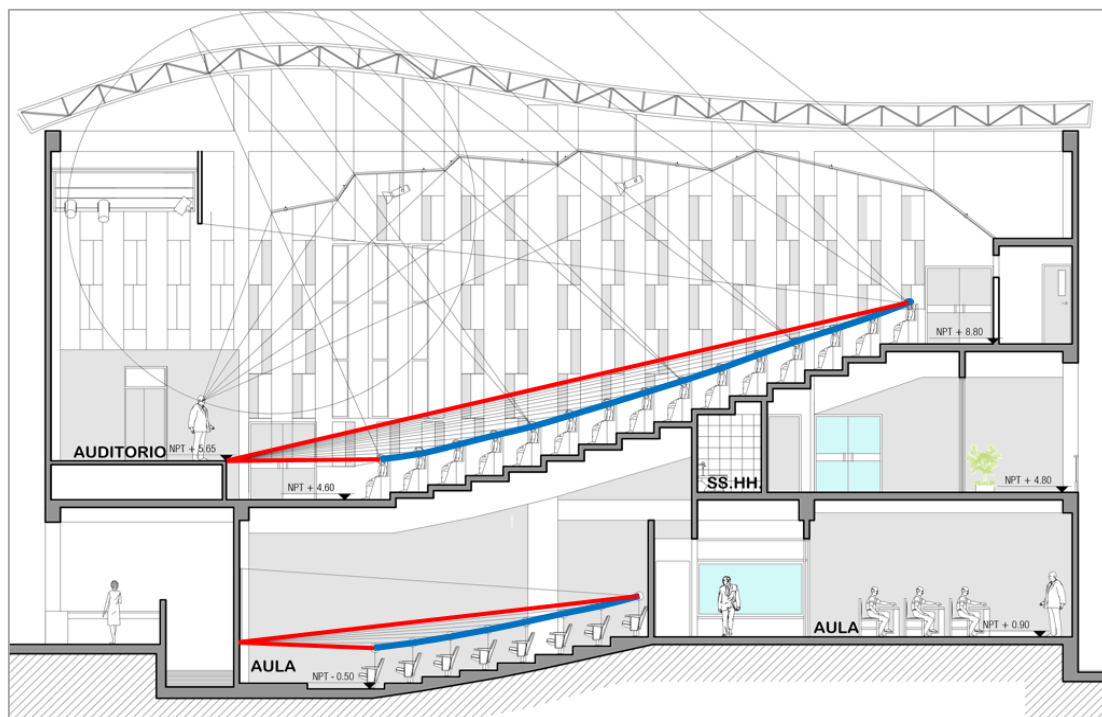 NPT + 8.80
AUDITORIO
NPT + 5.65
NPT + 4.60
SS.HH.
NPT + 4.80
AULA
NPT - 0.50
AULA
NPT + 0.90